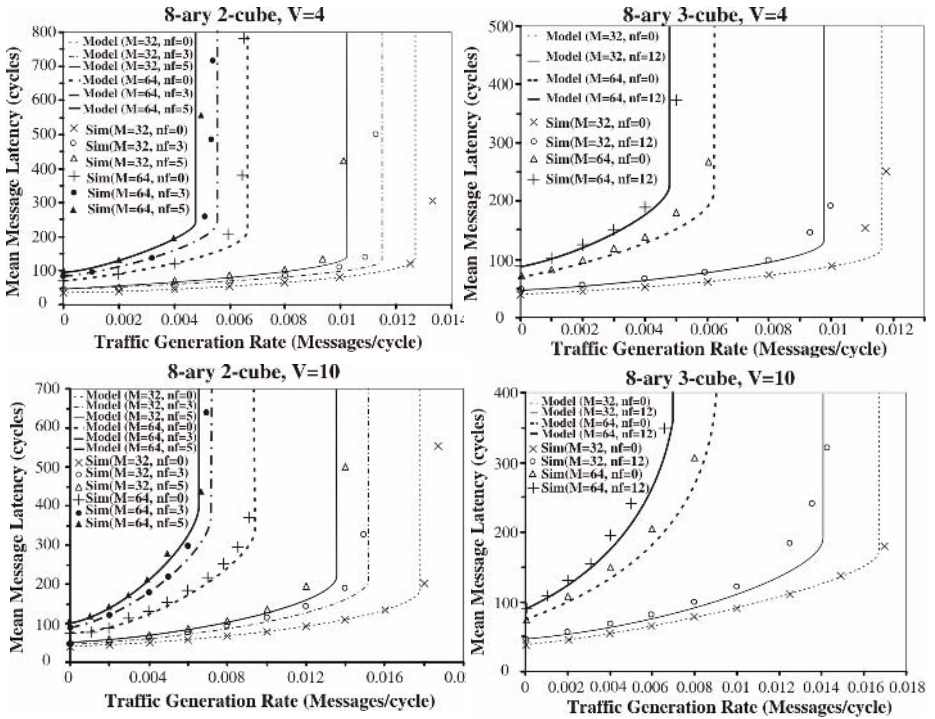 8-ary 2-cube, V=4
Mean Message Latency (cycles)
800
700
600
500
400
300
200
100
0
Model (M=32, nf=0)
Model (M=32, nf=3)
Model (M=32, nf=5)
Model (M=64, nf=0)
Model (M=64, nf=3)
Model (M=64, nf=5)
Sim(M=32, nf=0)
Sim(M=32, nf=3)
Sim(M=32, nf=5)
Sim(M=64, nf=0)
Sim(M=64, nf=3)
Sim(M=64, nf=5)
0 0.002 0.004 0.006 0.008 0.01 0.012
Traffic Generation Rate (Messages/cycle)
8-ary 3-cube, V=4
Mean Message Latency (cycles)
500
400
300
200
100
0
Model (M=32, nf=0)
Model (M=32, nf=12)
Model (M=64, nf=0)
Model (M=64, nf=12)
Sim(M=32, nf=0)
Sim(M=32, nf=12)
Sim(M=64, nf=0)
Sim(M=64, nf=12)
0 0.002 0.004 0.006 0.008 0.01 0.012
Traffic Generation Rate (Messages/cycle)
8-ary 2-cube, V=10
Mean Message Latency (cycles)
700
600
500
400
300
200
100
0
Model (M=32, nf=0)
Model (M=32, nf=3)
Model (M=32, nf=5)
Model (M=64, nf=0)
Model (M=64, nf=3)
Model (M=64, nf=5)
Sim(M=32, nf=0)
Sim(M=32, nf=3)
Sim(M=32, nf=5)
Sim(M=64, nf=0)
Sim(M=64, nf=3)
Sim(M=64, nf=5)
0 0.002 0.004 0.006 0.008 0.01 0.012 0.014 0.016 0.018
Traffic Generation Rate (Messages/cycle)
8-ary 3-cube, V=10
Mean Message Latency (cycles)
400
300
200
100
0
Model (M=32, nf=0)
Model (M=32, nf=12)
Model (M=64, nf=0)
Model (M=64, nf=12)
Sim(M=32, nf=0)
Sim(M=32, nf=12)
Sim(M=64, nf=0)
Sim(M=64, nf=12)
0 0.002 0.004 0.006 0.008 0.01 0.012 0.014 0.016 0.018
Traffic Generation Rate (Messages/cycle)